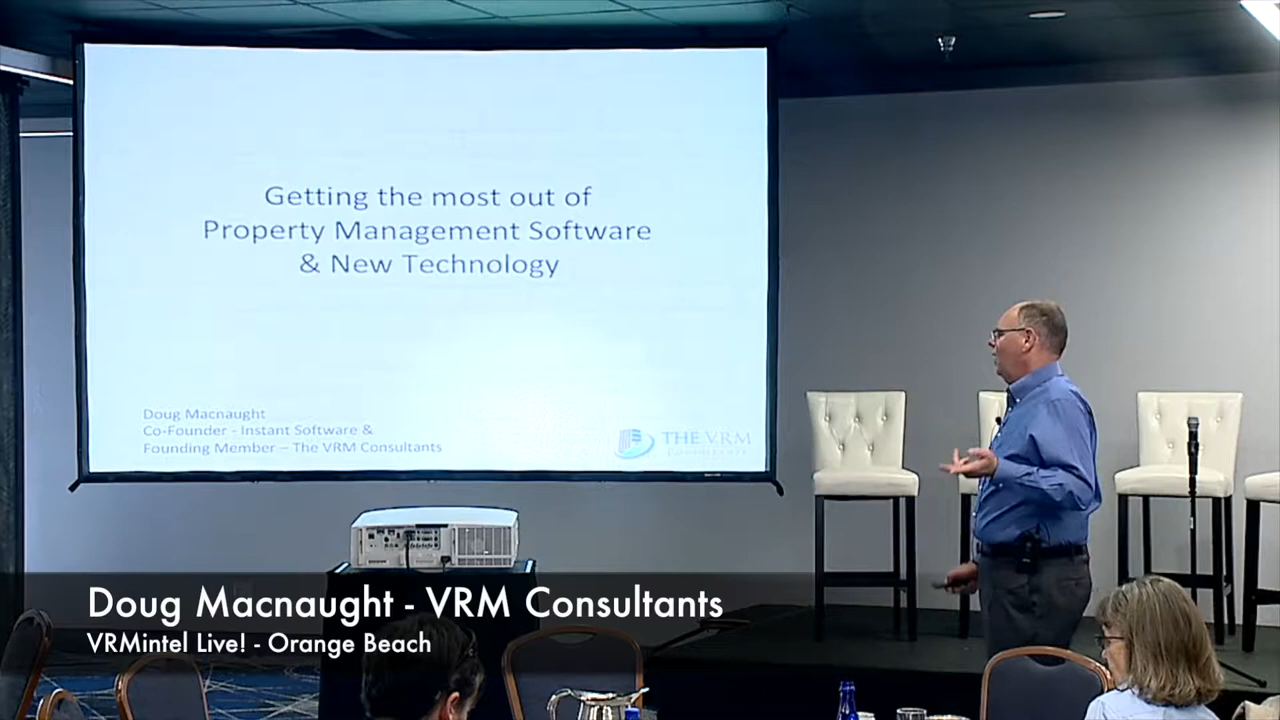 Getting the most out of
Property Management Software
& New Technology
Doug Macnaught
Co-Founder - Instant Software &
Founding Member – The VRM Consultants
THE VRM
CONSULTANTS
Doug Macnaught - VRM Consultants
VRMintel Live! - Orange Beach